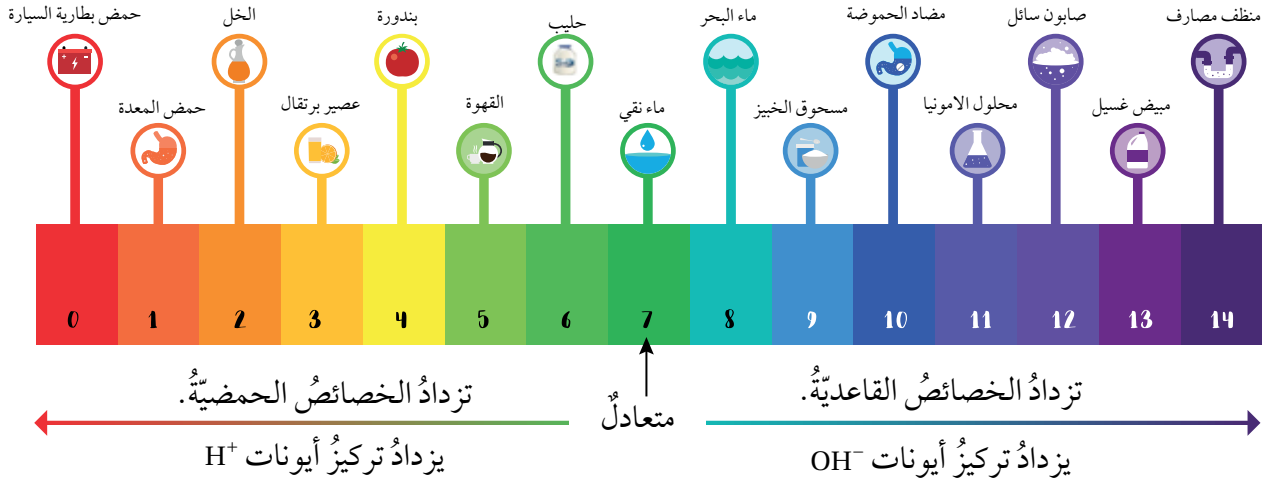 حمض بطارية السيارة
الخل
بندورة
حليب
ماء البحر
مضاد الحموضة
صابون سائل
منظف مصارف
حمض المعدة
عصير برتقال
القهوة
ماء نقي
مسحوق الخبيز
محلول الامونيا
مبيض غسيل
0 1 2 3 4 5 6 7 8 9 10 11 12 13 14
تزدادُ الخصائصُ الحمضيّةُ.
متعادلٌ
تزدادُ الخصائصُ القاعديّةُ.
يزدادُ تركيزُ أيونات H⁺
يزدادُ تركيزُ أيونات OH⁻